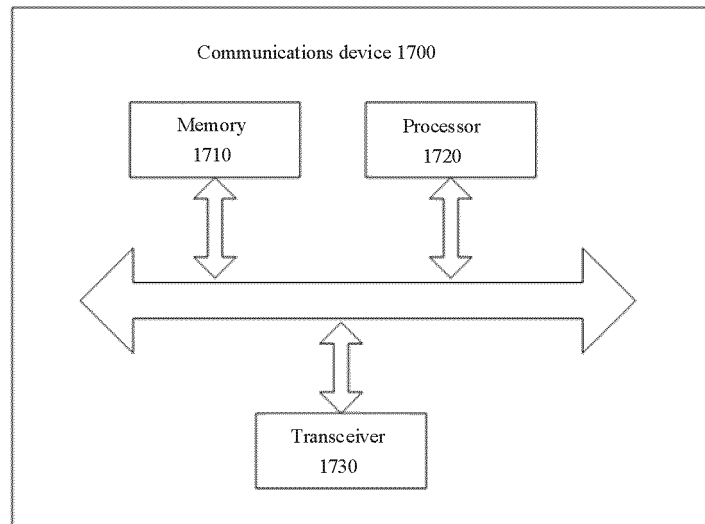 Communications device 1700
Memory
1710
Processor
1720
Transceiver
1730